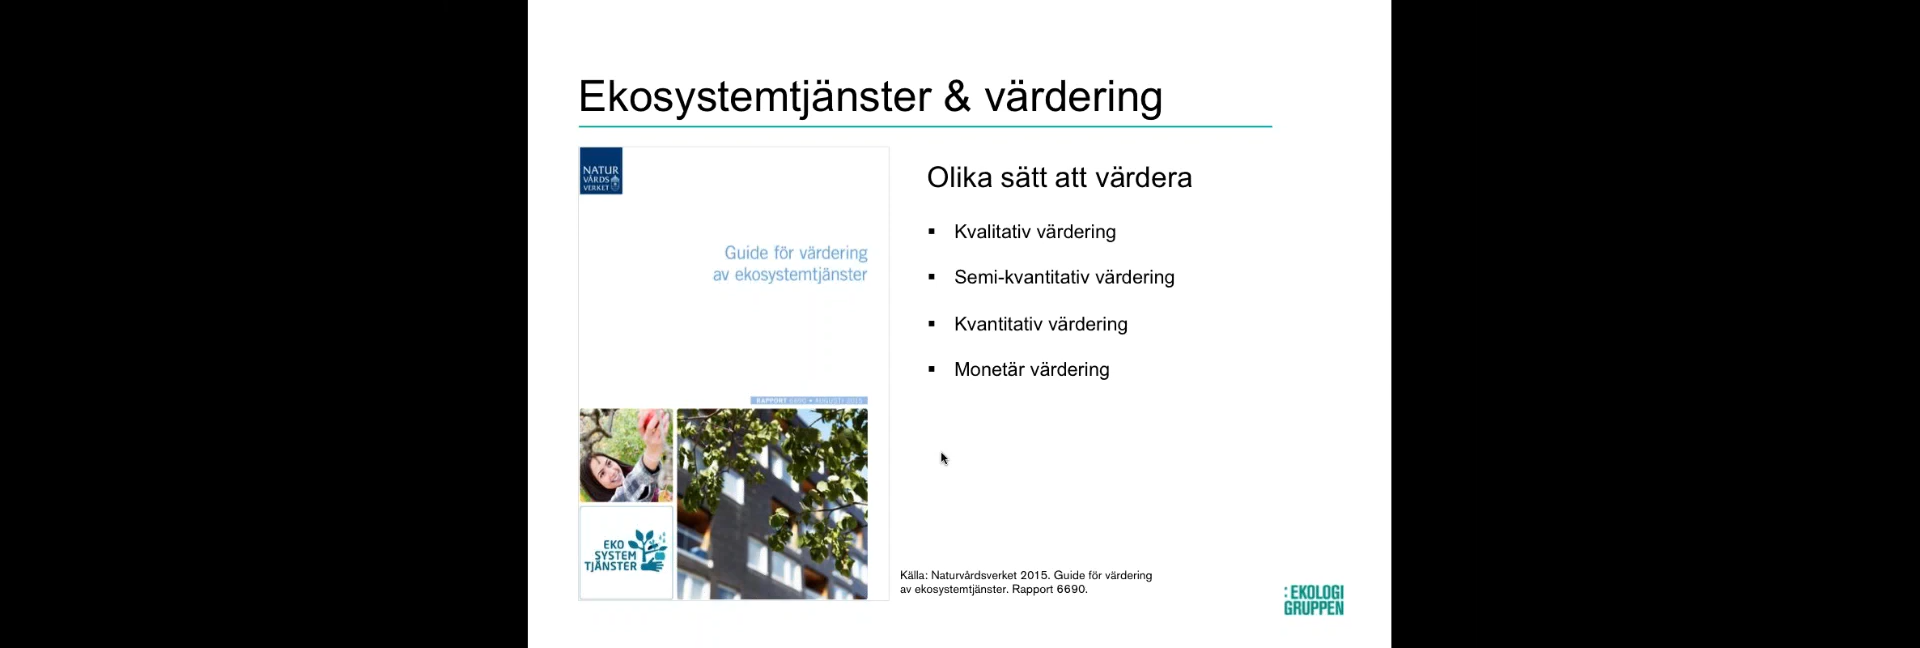 Ekosystemtjänster & värdering
NATUR
VÅRDS
VERKET
Guide för värdering
av ekosystemtjänster
RAPPORT 6690 • AUGUSTI 2015
EKO
SYSTEM
TJÄNSTER
Olika sätt att värdera
▪ Kvalitativ värdering
▪ Semi-kvantitativ värdering
▪ Kvantitativ värdering
▪ Monetär värdering
Källa: Naturvårdsverket 2015. Guide för värdering
av ekosystemtjänster. Rapport 6690.
:EKOLOGI
GRUPPEN